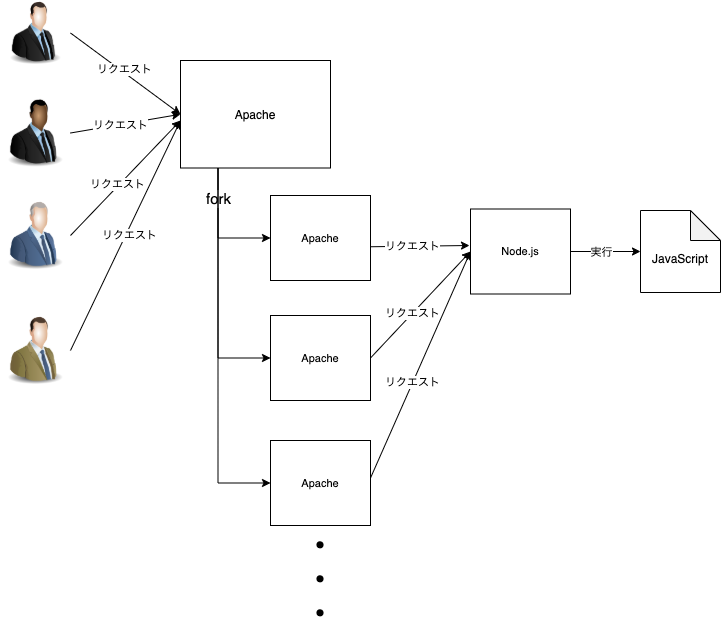 リクエスト
Apache
リクエスト
リクエスト
fork
リクエスト
Apache
リクエスト
Node.js
実行
JavaScript
リクエスト
Apache
リクエスト
Apache